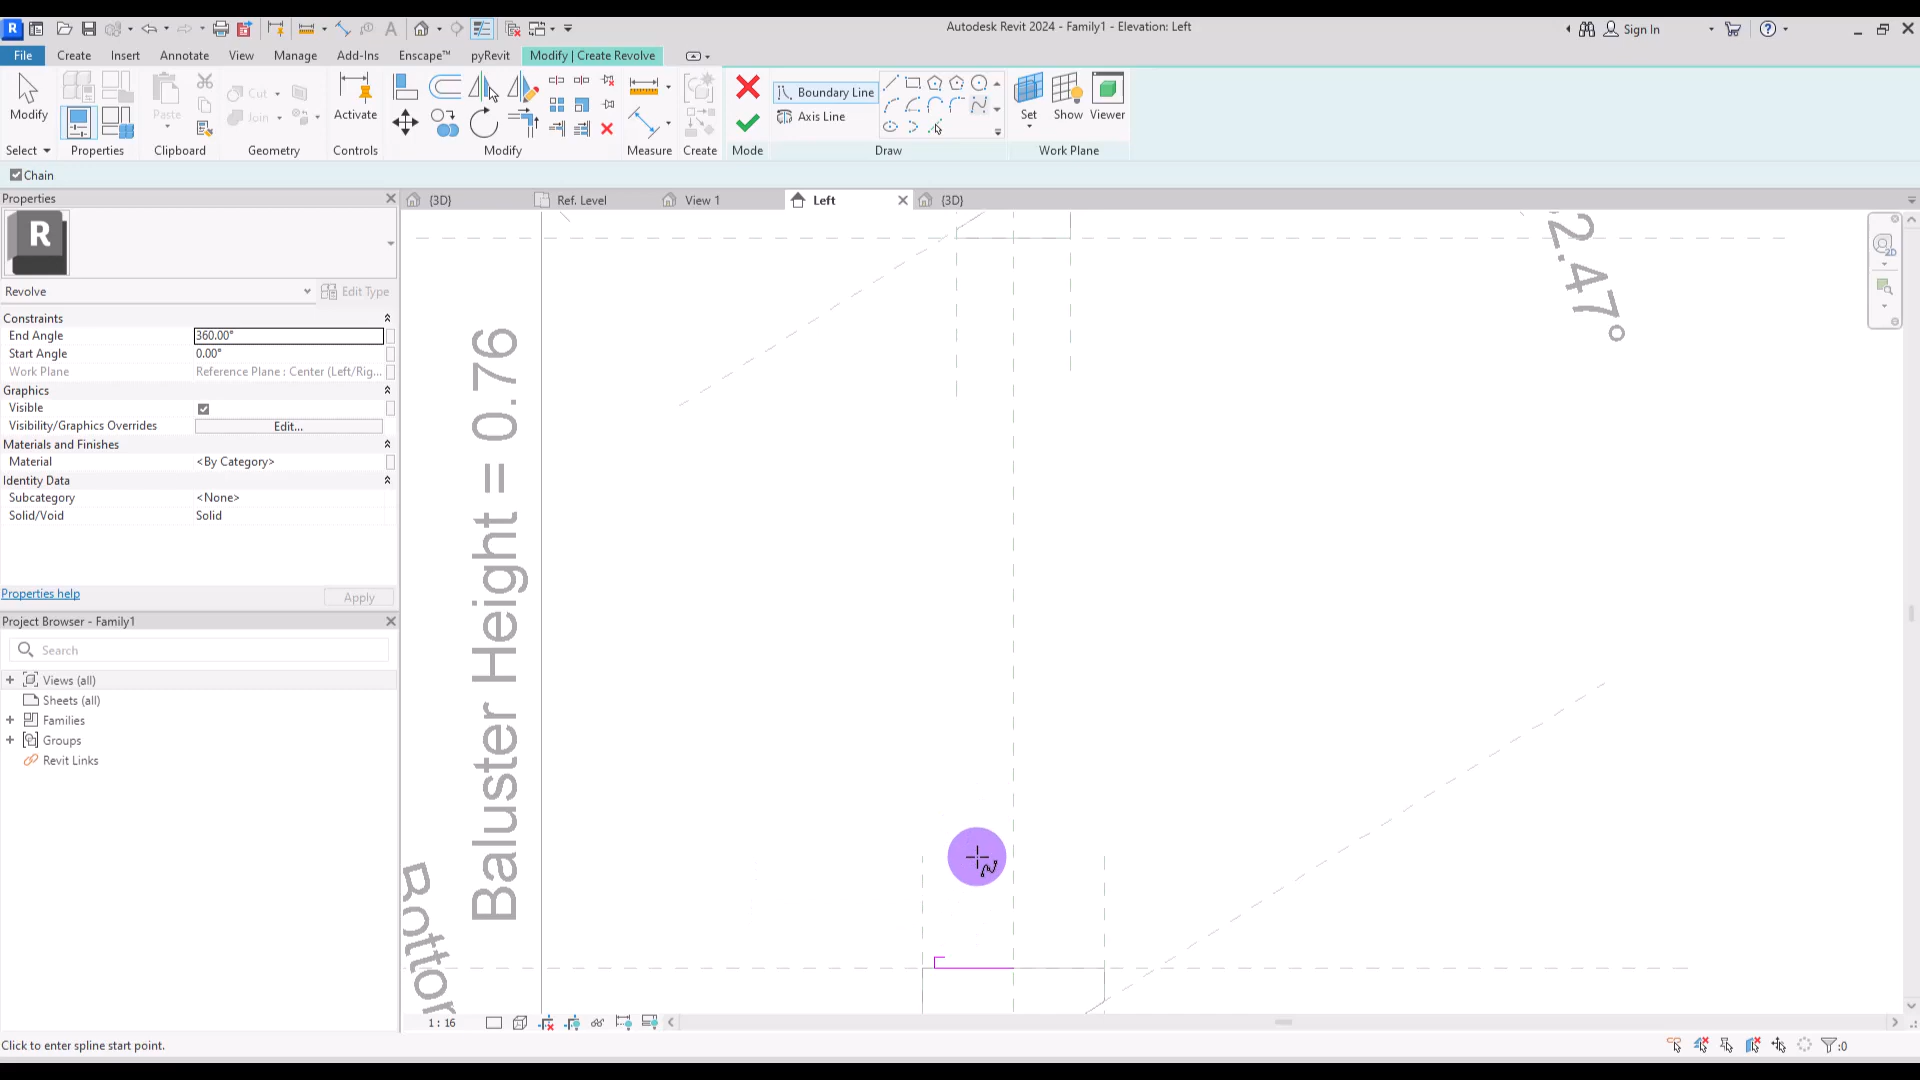 R
Autodesk Revit 2024 - Family1 - Elevation: Left
Sign In
File
Create
Insert
Annotate
View
Manage
Add-Ins
Enscape™
pyRevit
Modify | Create Revolve
Modify
Paste
Cut
Join
Activate
Boundary Line
Axis Line
Set
Show
Viewer
Select
Properties
Clipboard
Geometry
Controls
Modify
Measure
Create
Mode
Draw
Work Plane
Chain
Properties
{3D}
Ref. Level
View 1
Left
{3D}
R
Revolve
Edit Type
Constraints
End Angle
360.00°
Start Angle
0.00°
Work Plane
Reference Plane : Center (Left/Rig...
Graphics
Visible
Visibility/Graphics Overrides
Edit...
Materials and Finishes
Material
<By Category>
Identity Data
Subcategory
<None>
Solid/Void
Solid
Properties help
Apply
Project Browser - Family1
Search
Views (all)
Sheets (all)
Families
Groups
Revit Links
Baluster Height = 0.76
2.47°
1 : 16
Click to enter spline start point.
:0